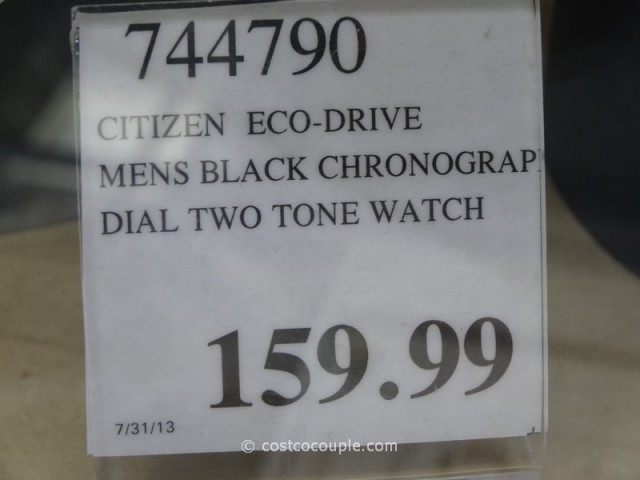 744790
CITIZEN ECO-DRIVE
MENS BLACK CHRONOGRAP
DIAL TWO TONE WATCH
159.99
7/31/13
© costcocouple.com